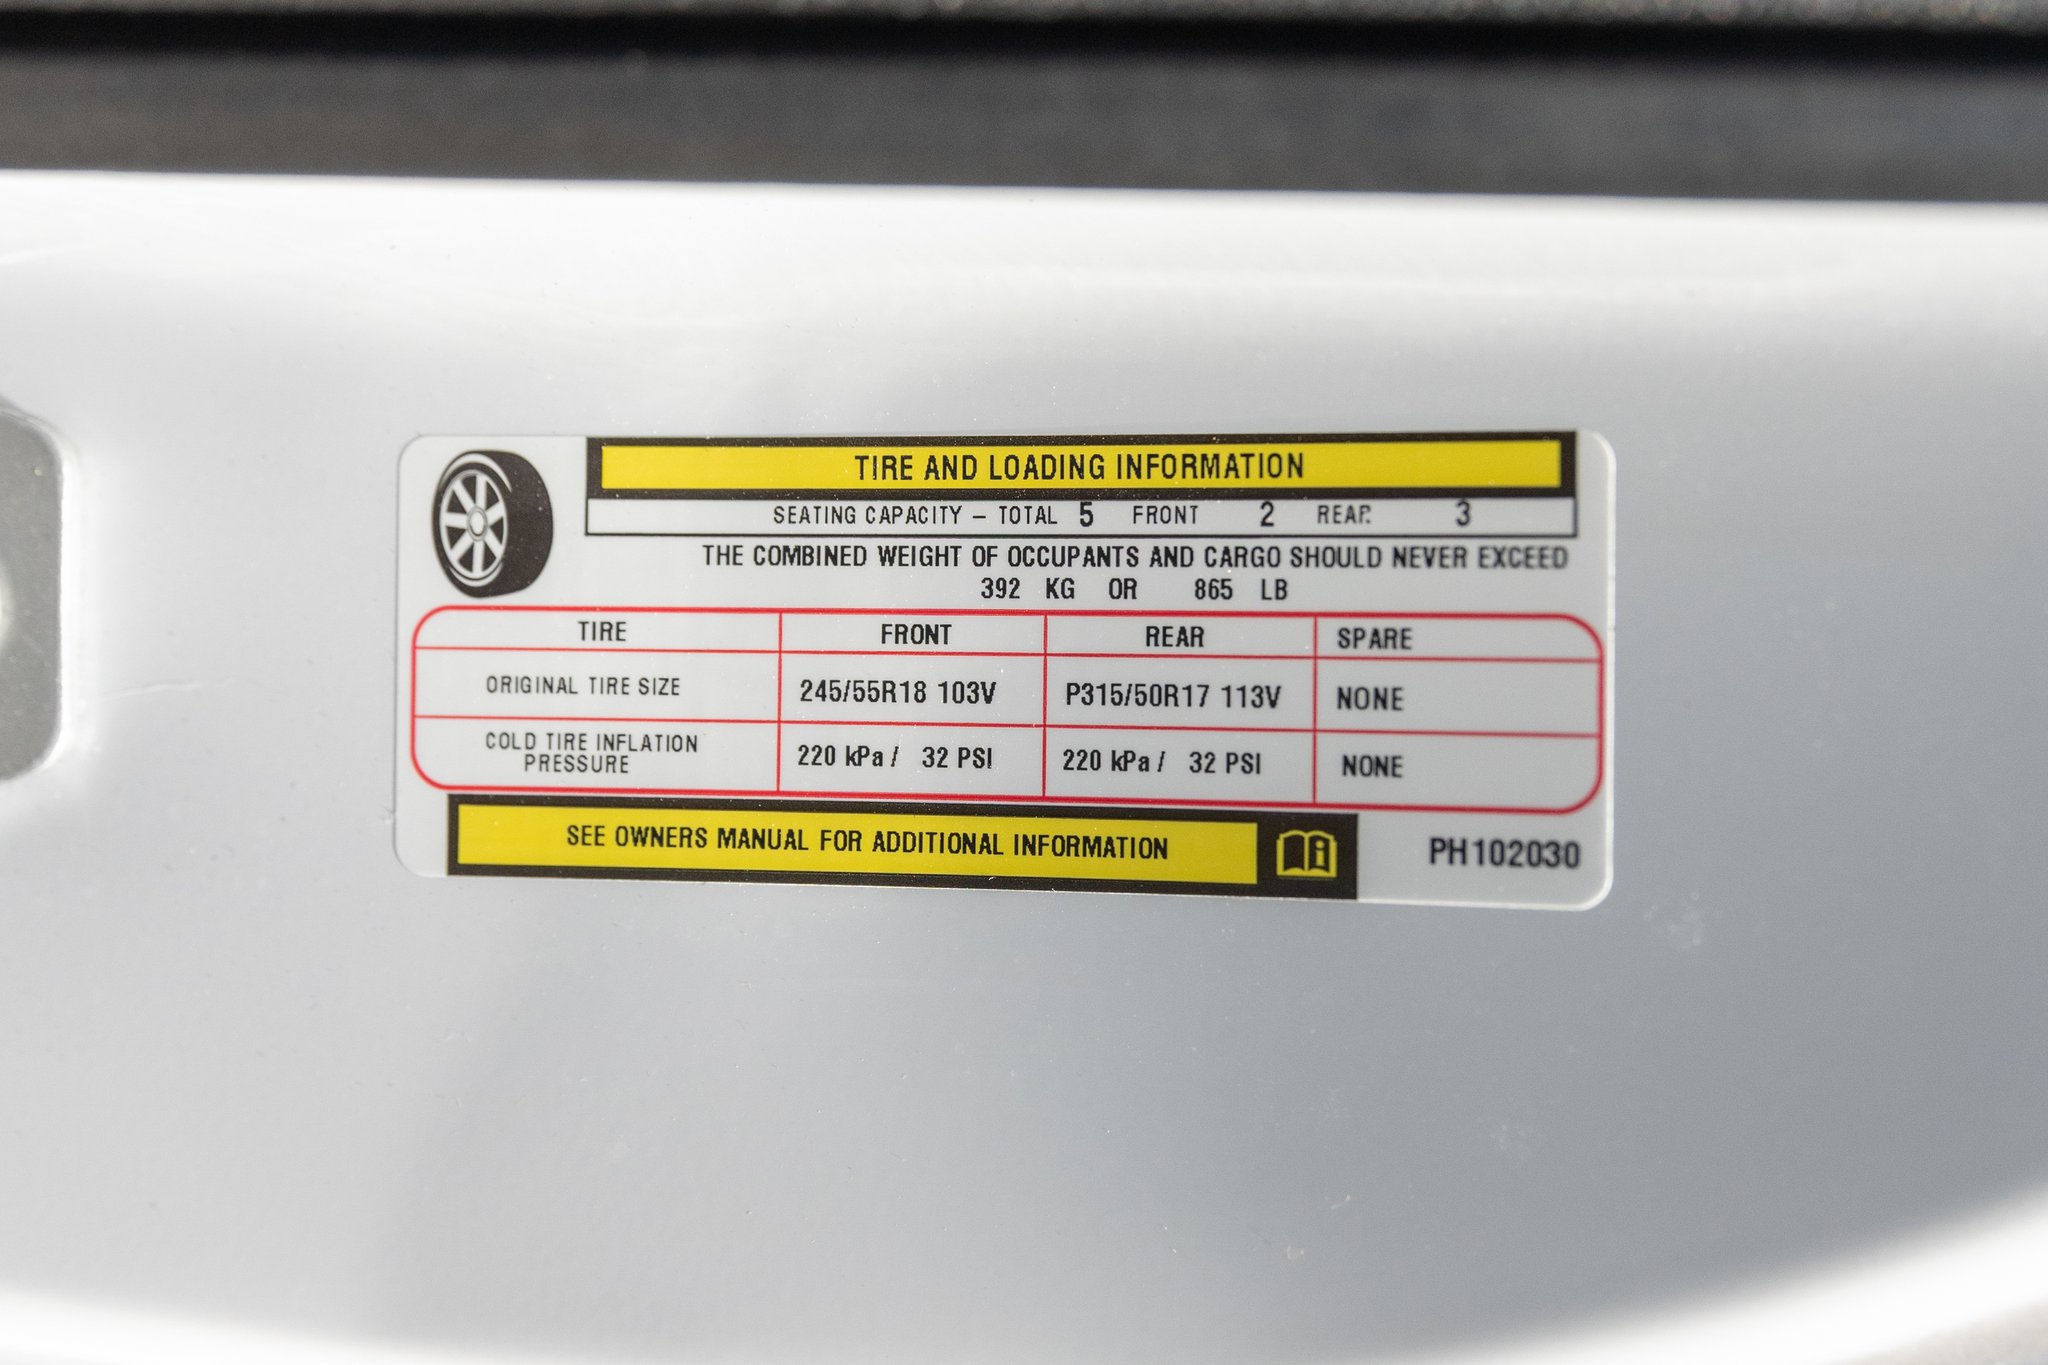 TIRE AND LOADING INFORMATION
SEATING CAPACITY – TOTAL 5 FRONT 2 REAR 3
THE COMBINED WEIGHT OF OCCUPANTS AND CARGO SHOULD NEVER EXCEED
392 KG OR 865 LB
TIRE FRONT REAR SPARE
ORIGINAL TIRE SIZE 245/55R18 103V P315/50R17 113V NONE
COLD TIRE INFLATION
PRESSURE 220 kPa / 32 PSI 220 kPa / 32 PSI NONE
SEE OWNERS MANUAL FOR ADDITIONAL INFORMATION
PH102030